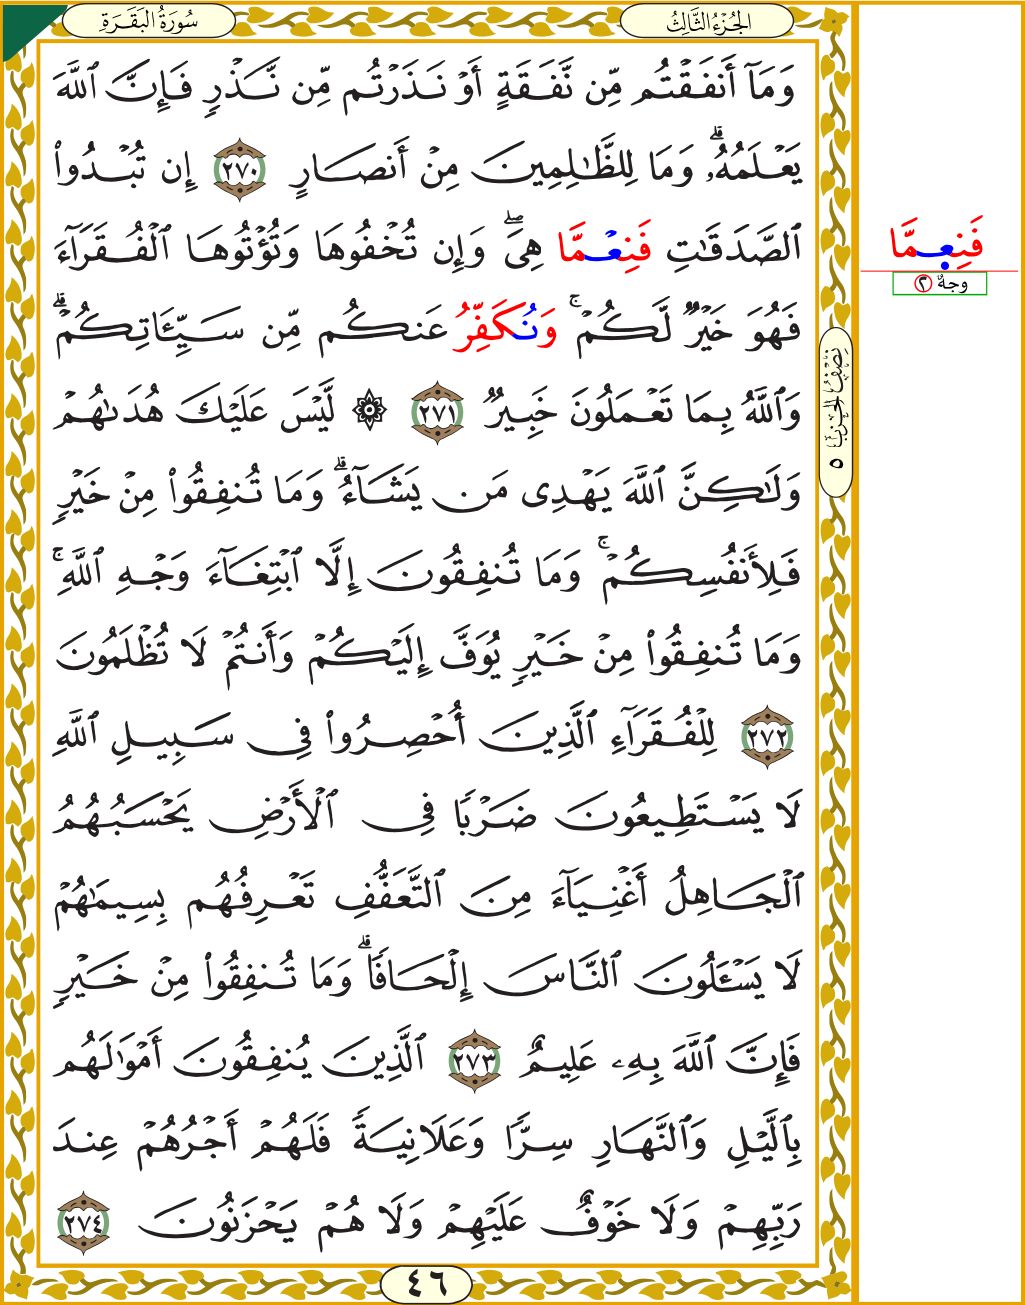 الجُزْءُ الثَّالِثُ
سُورَةُ البَقَرَةِ
وَمَآ أَنفَقْتُم مِّن نَّفَقَةٍ أَوْ نَذَرْتُم مِّن نَّذْرٍ فَإِنَّ ٱللَّهَ
يَعْلَمُهُۥۗ وَمَا لِلظَّٰلِمِينَ مِنْ أَنصَارٍ ٢٧٠ إِن تُبْدُوا۟
ٱلصَّدَقَٰتِ فَنِعْمَّا هِىَۖ وَإِن تُخْفُوهَا وَتُؤْتُوهَا ٱلْفُقَرَآءَ
فَهُوَ خَيْرٌ لَّكُمْۚ وَنُكَفِّرُ عَنكُم مِّن سَيِّـَٔاتِكُمْۗ
وَٱللَّهُ بِمَا تَعْمَلُونَ خَبِيرٌ ٢٧١ ۞ لَّيْسَ عَلَيْكَ هُدَىٰهُمْ
وَلَٰكِنَّ ٱللَّهَ يَهْدِى مَن يَشَآءُۗ وَمَا تُنفِقُوا۟ مِنْ خَيْرٍ
فَلِأَنفُسِكُمْۚ وَمَا تُنفِقُونَ إِلَّا ٱبْتِغَآءَ وَجْهِ ٱللَّهِۚ
وَمَا تُنفِقُوا۟ مِنْ خَيْرٍ يُوَفَّ إِلَيْكُمْ وَأَنتُمْ لَا تُظْلَمُونَ
٢٧٢ لِلْفُقَرَآءِ ٱلَّذِينَ أُحْصِرُوا۟ فِى سَبِيلِ ٱللَّهِ
لَا يَسْتَطِيعُونَ ضَرْبًا فِى ٱلْأَرْضِ يَحْسَبُهُمُ
ٱلْجَاهِلُ أَغْنِيَآءَ مِنَ ٱلتَّعَفُّفِ تَعْرِفُهُم بِسِيمَٰهُمْ
لَا يَسْـَٔلُونَ ٱلنَّاسَ إِلْحَافًاۗ وَمَا تُنفِقُوا۟ مِنْ خَيْرٍ
فَإِنَّ ٱللَّهَ بِهِۦ عَلِيمٌ ٢٧٣ ٱلَّذِينَ يُنفِقُونَ أَمْوَٰلَهُم
بِٱلَّيْلِ وَٱلنَّهَارِ سِرًّا وَعَلَانِيَةً فَلَهُمْ أَجْرُهُمْ عِندَ
رَبِّهِمْ وَلَا خَوْفٌ عَلَيْهِمْ وَلَا هُمْ يَحْزَنُونَ ٢٧٤
٤٦
فَنِعِمَّا
وجهٌ ٢
نِصْفُ الحِزْبِ ٥